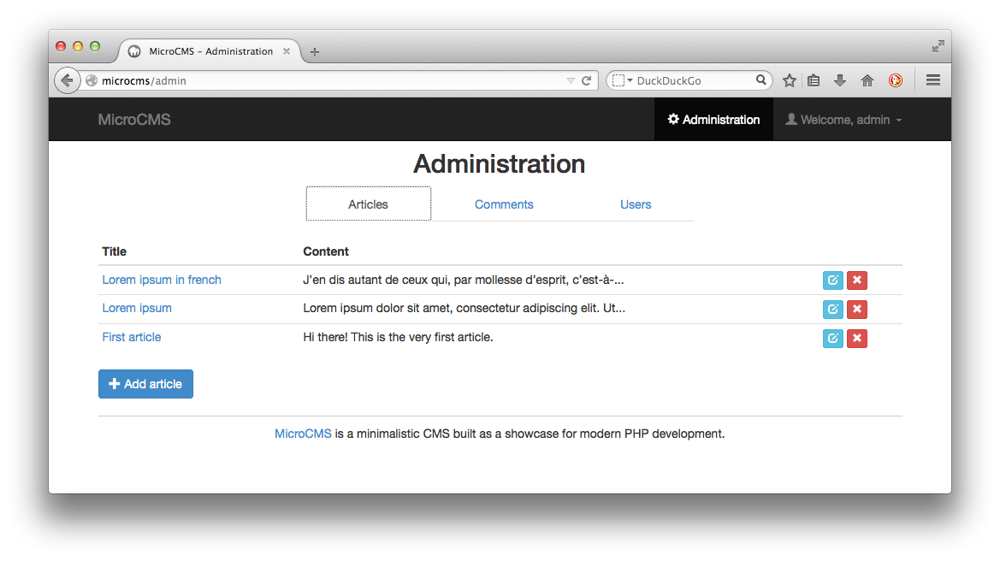 MicroCMS – Administration
microcms/admin
DuckDuckGo
MicroCMS
Administration
Welcome, admin
Administration
Articles Comments Users
Title Content
Lorem ipsum in french J’en dis autant de ceux qui, par mollesse d’esprit, c’est-à-...
Lorem ipsum Lorem ipsum dolor sit amet, consectetur adipiscing elit. Ut...
First article Hi there! This is the very first article.
Add article
MicroCMS is a minimalistic CMS built as a showcase for modern PHP development.